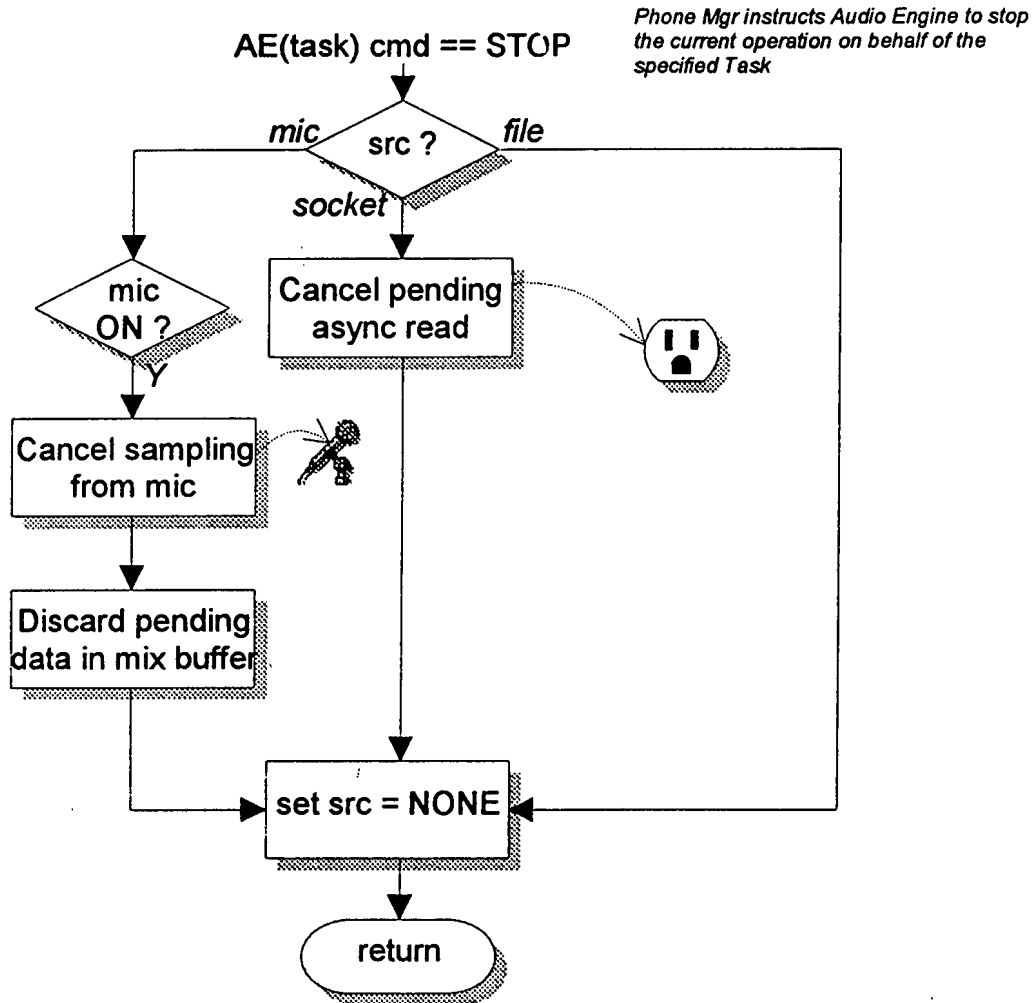 Phone Mgr instructs Audio Engine to stop
the current operation on behalf of the
specified Task
AE(task) cmd == STOP
mic
src ?
file
socket
mic
ON ?
Y
Cancel pending
async read
Cancel sampling
from mic
Discard pending
data in mix buffer
set src = NONE
return